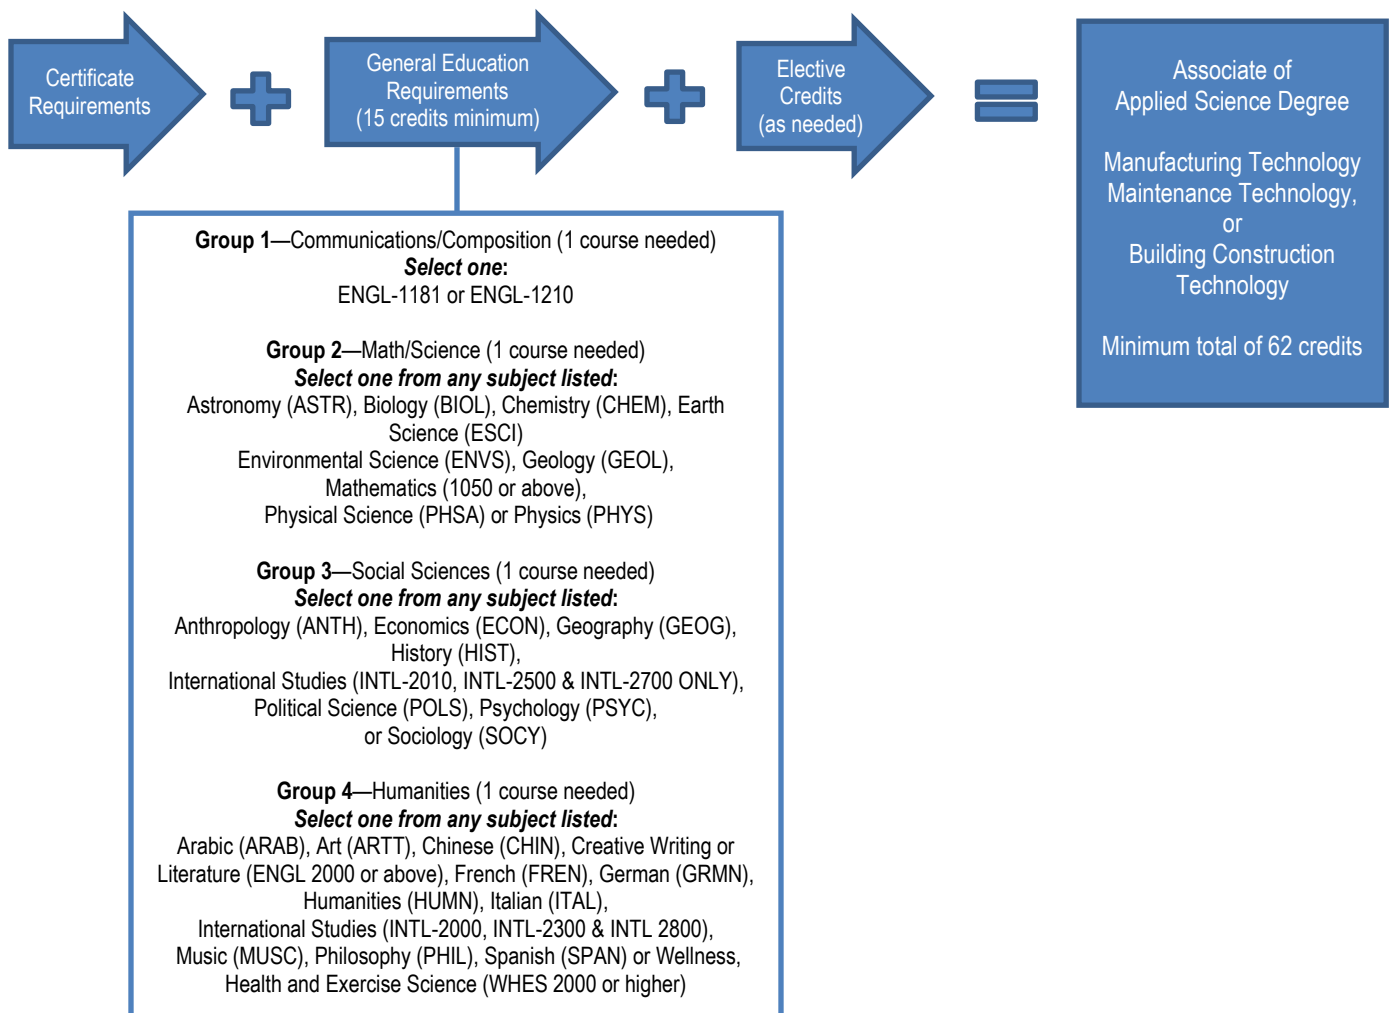 Certificate
Requirements
General Education
Requirements
(15 credits minimum)
Elective
Credits
(as needed)
Associate of
Applied Science Degree
Manufacturing Technology
Maintenance Technology,
or
Building Construction
Technology
Minimum total of 62 credits
Group 1—Communications/Composition (1 course needed)
Select one:
ENGL-1181 or ENGL-1210
Group 2—Math/Science (1 course needed)
Select one from any subject listed:
Astronomy (ASTR), Biology (BIOL), Chemistry (CHEM), Earth
Science (ESCI)
Environmental Science (ENVS), Geology (GEOL),
Mathematics (1050 or above),
Physical Science (PHSA) or Physics (PHYS)
Group 3—Social Sciences (1 course needed)
Select one from any subject listed:
Anthropology (ANTH), Economics (ECON), Geography (GEOG),
History (HIST),
International Studies (INTL-2010, INTL-2500 & INTL-2700 ONLY),
Political Science (POLS), Psychology (PSYC),
or Sociology (SOCY)
Group 4—Humanities (1 course needed)
Select one from any subject listed:
Arabic (ARAB), Art (ARTT), Chinese (CHIN), Creative Writing or
Literature (ENGL 2000 or above), French (FREN), German (GRMN),
Humanities (HUMN), Italian (ITAL),
International Studies (INTL-2000, INTL-2300 & INTL 2800),
Music (MUSC), Philosophy (PHIL), Spanish (SPAN) or Wellness,
Health and Exercise Science (WHES 2000 or higher)